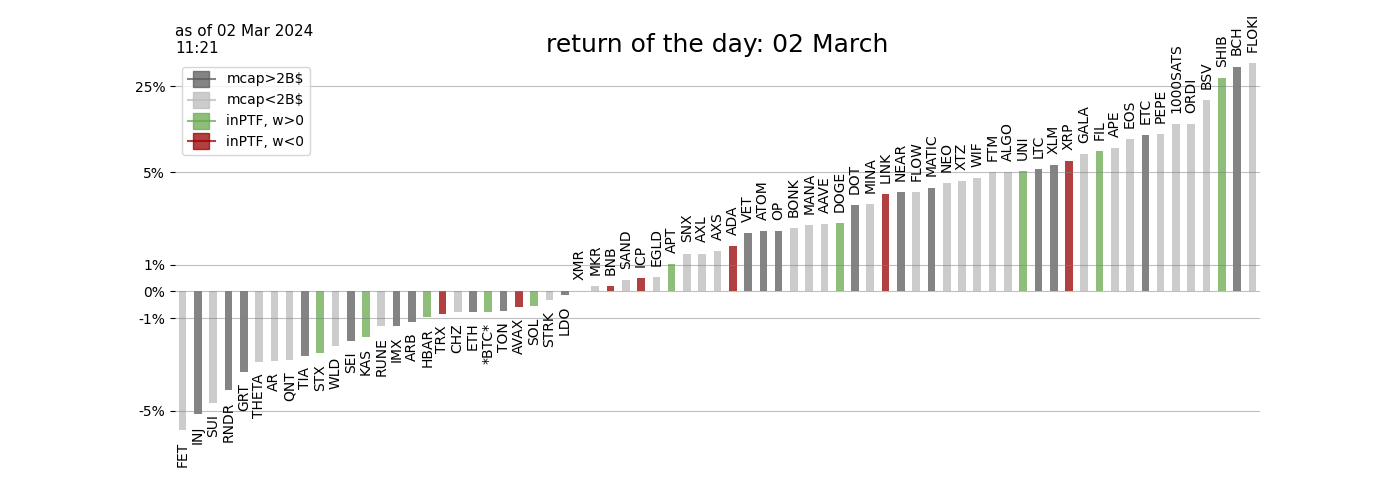 as of 02 Mar 2024
11:21
return of the day: 02 March
mcap>2B$
mcap<2B$
inPTF, w>0
inPTF, w<0
25%
5%
1%
0%
-1%
-5%
FET
INJ
SUI
RNDR
GRT
THETA
AR
QNT
TIA
STX
WLD
SEI
KAS
RUNE
IMX
ARB
HBAR
TRX
CHZ
ETH
*BTC*
TON
AVAX
SOL
STRK
LDO
XMR
MKR
BNB
SAND
ICP
EGLD
APT
SNX
AXL
AXS
ADA
VET
ATOM
OP
BONK
MANA
AAVE
DOGE
DOT
MINA
LINK
NEAR
FLOW
MATIC
NEO
XTZ
WIF
FTM
ALGO
UNI
LTC
XLM
XRP
GALA
FIL
APE
EOS
ETC
PEPE
1000SATS
ORDI
BSV
SHIB
BCH
FLOKI